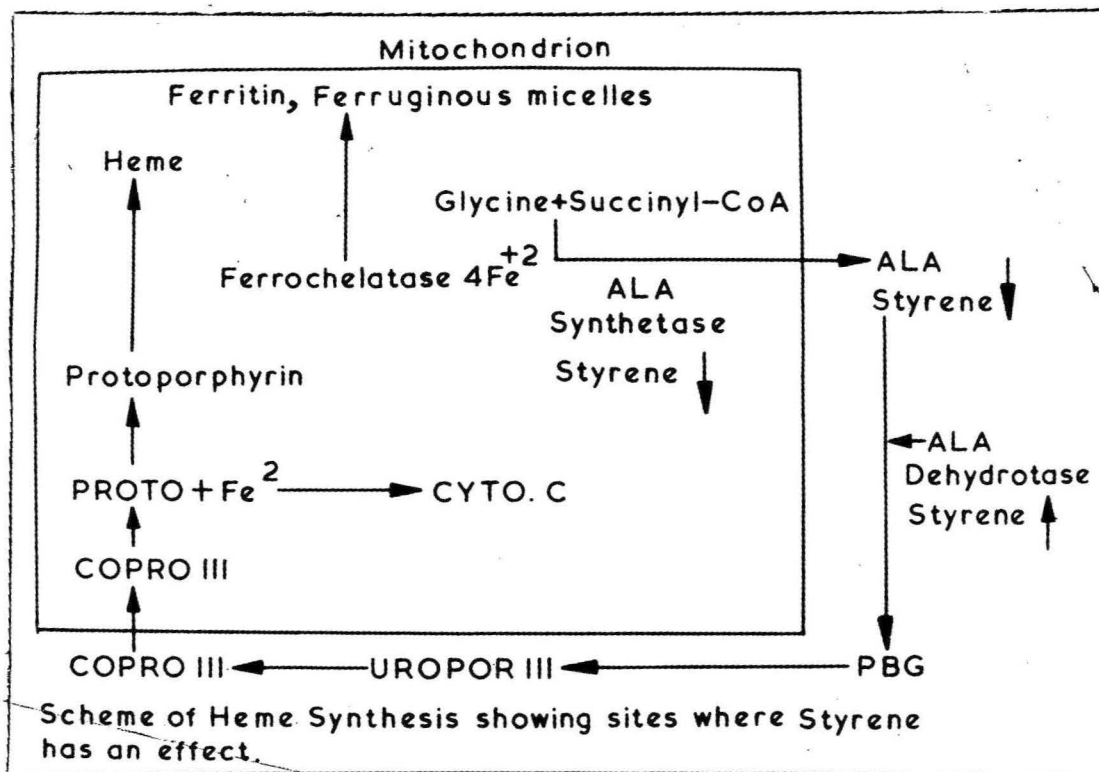 Mitochondrion
Ferritin, Ferruginous micelles
Heme
Glycine+Succinyl-CoA
Ferrochelatase 4Fe+2
ALA
Styrene
ALA
Synthetase
Styrene
Protoporphyrin
ALA
Dehydrotase
Styrene
PROTO + Fe2
CYTO. C
COPRO III
COPRO III
UROPOR III
PBG
Scheme of Heme Synthesis showing sites where Styrene
has an effect.